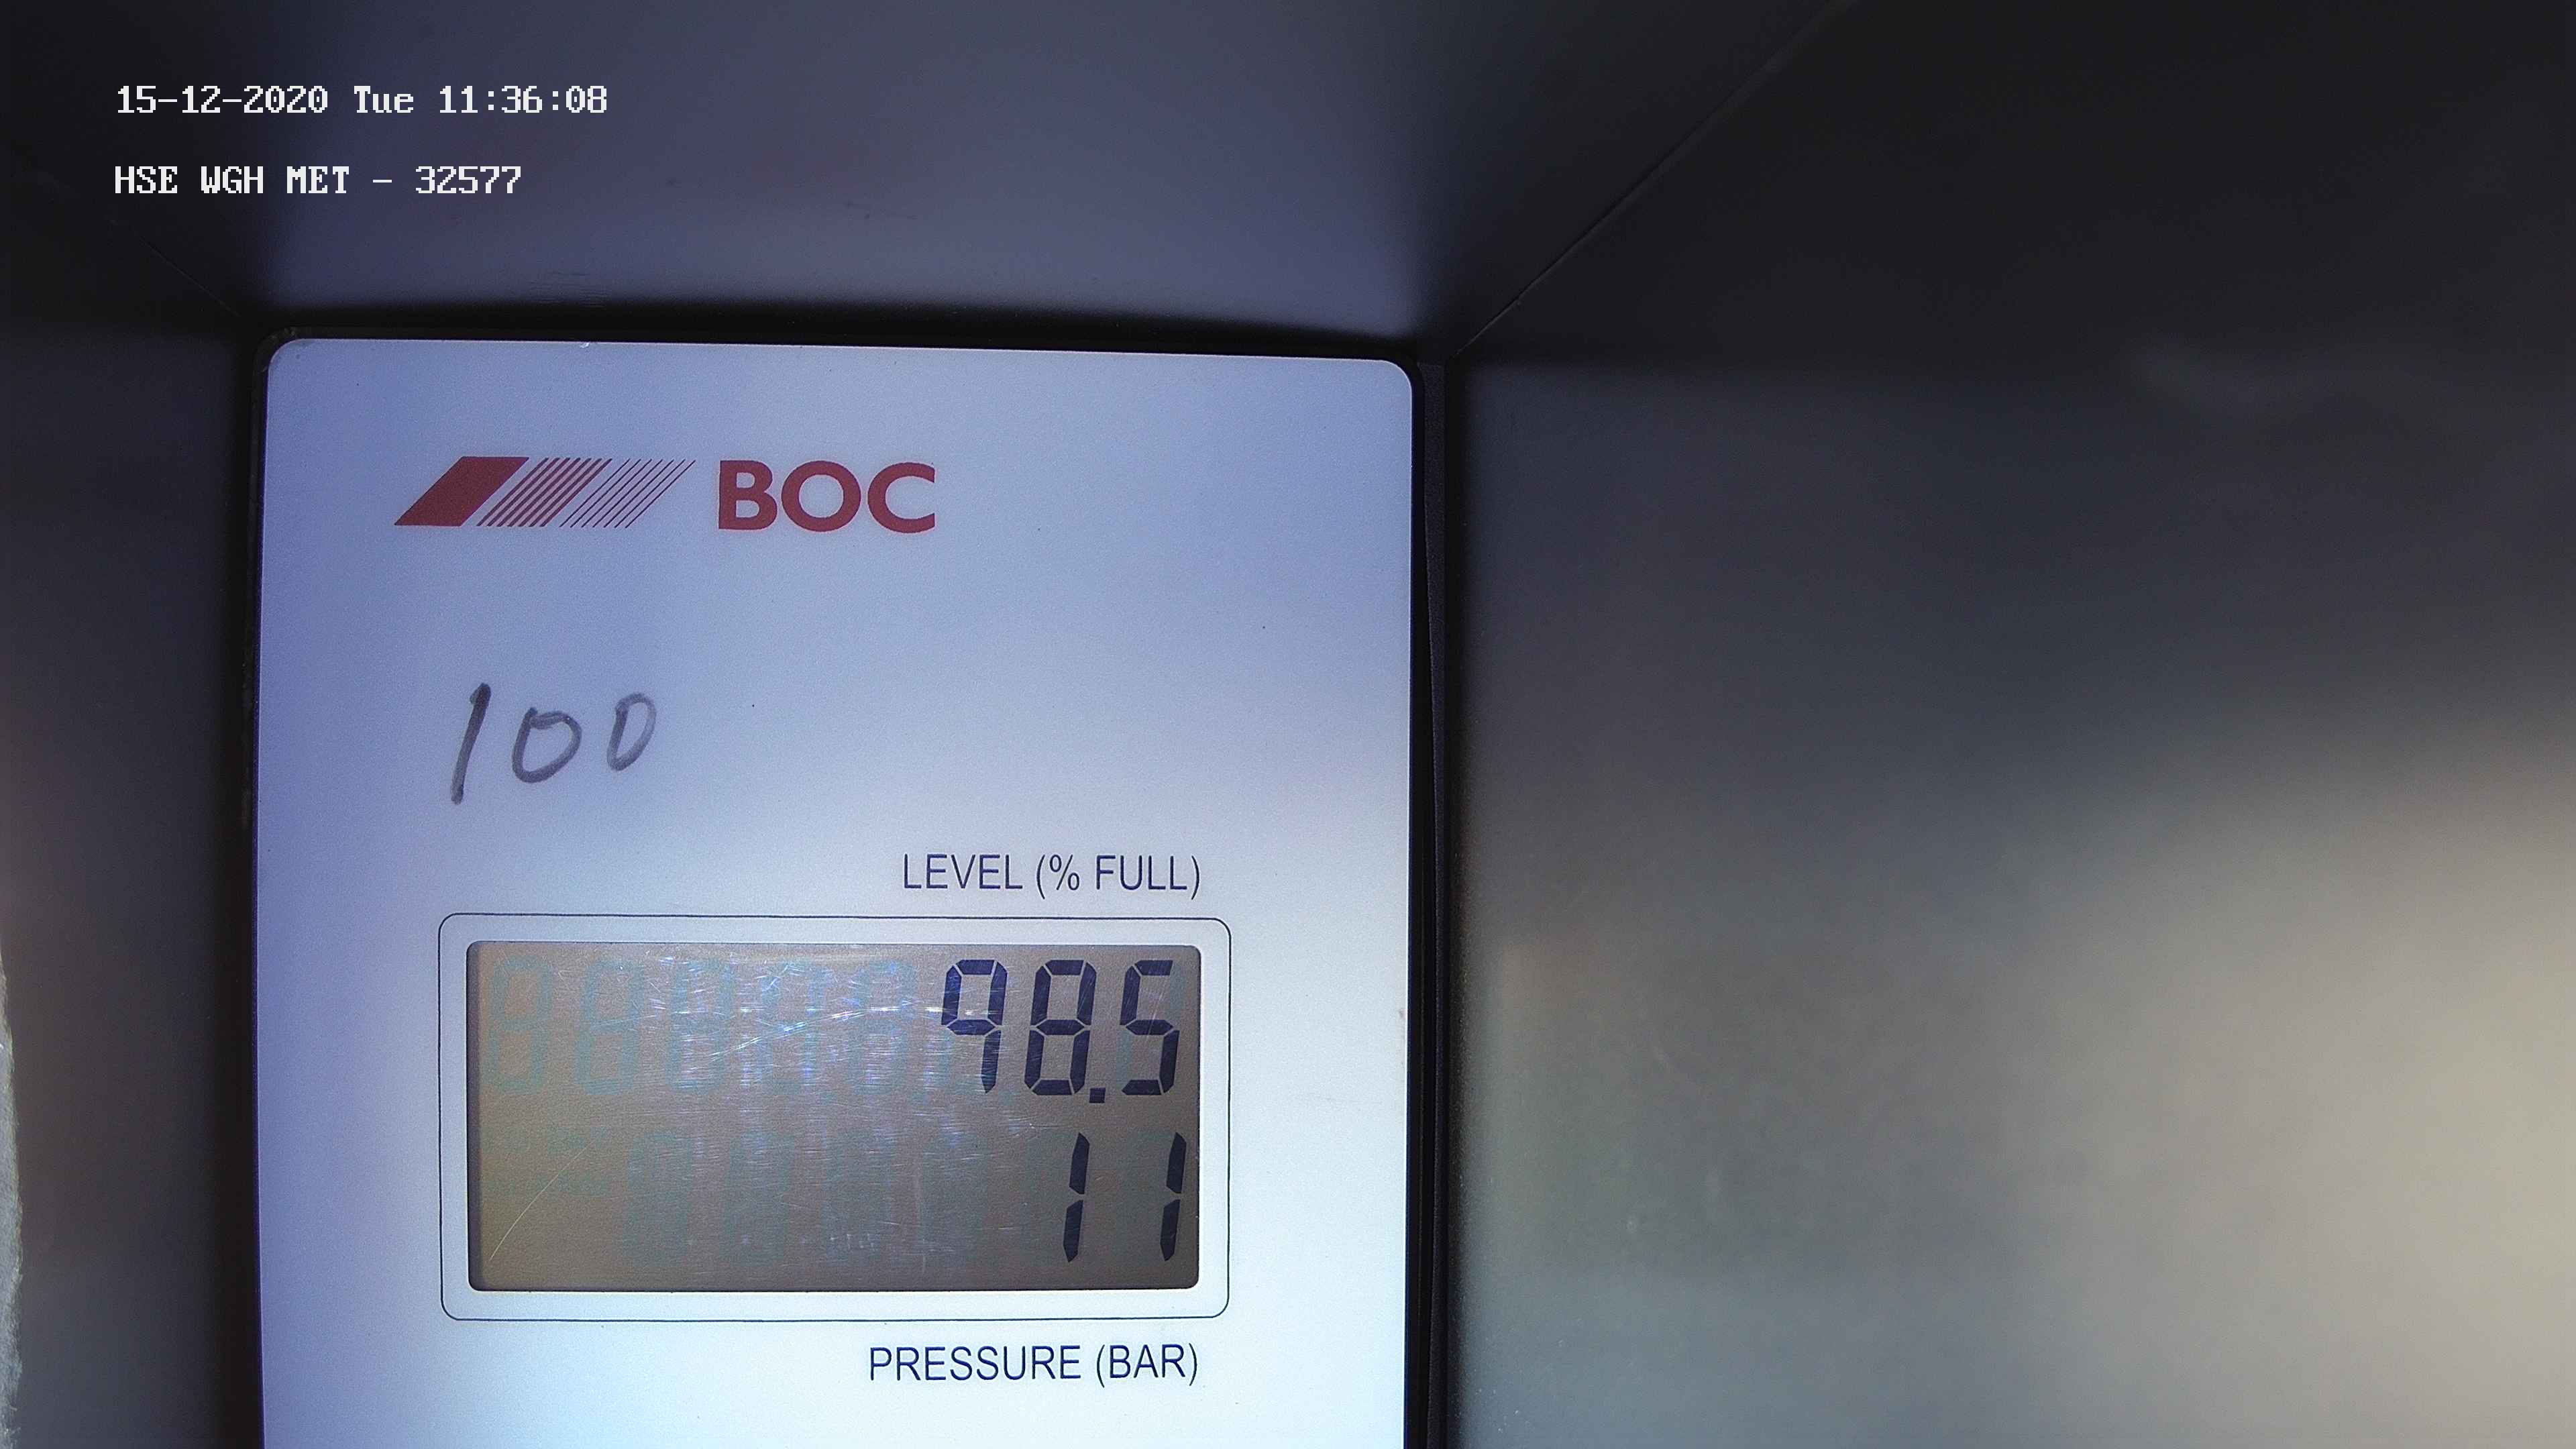 15-12-2020 Tue 11:36:08
HSE WGH MET - 32577
BOC
100
LEVEL (% FULL)
98.5
11
PRESSURE (BAR)